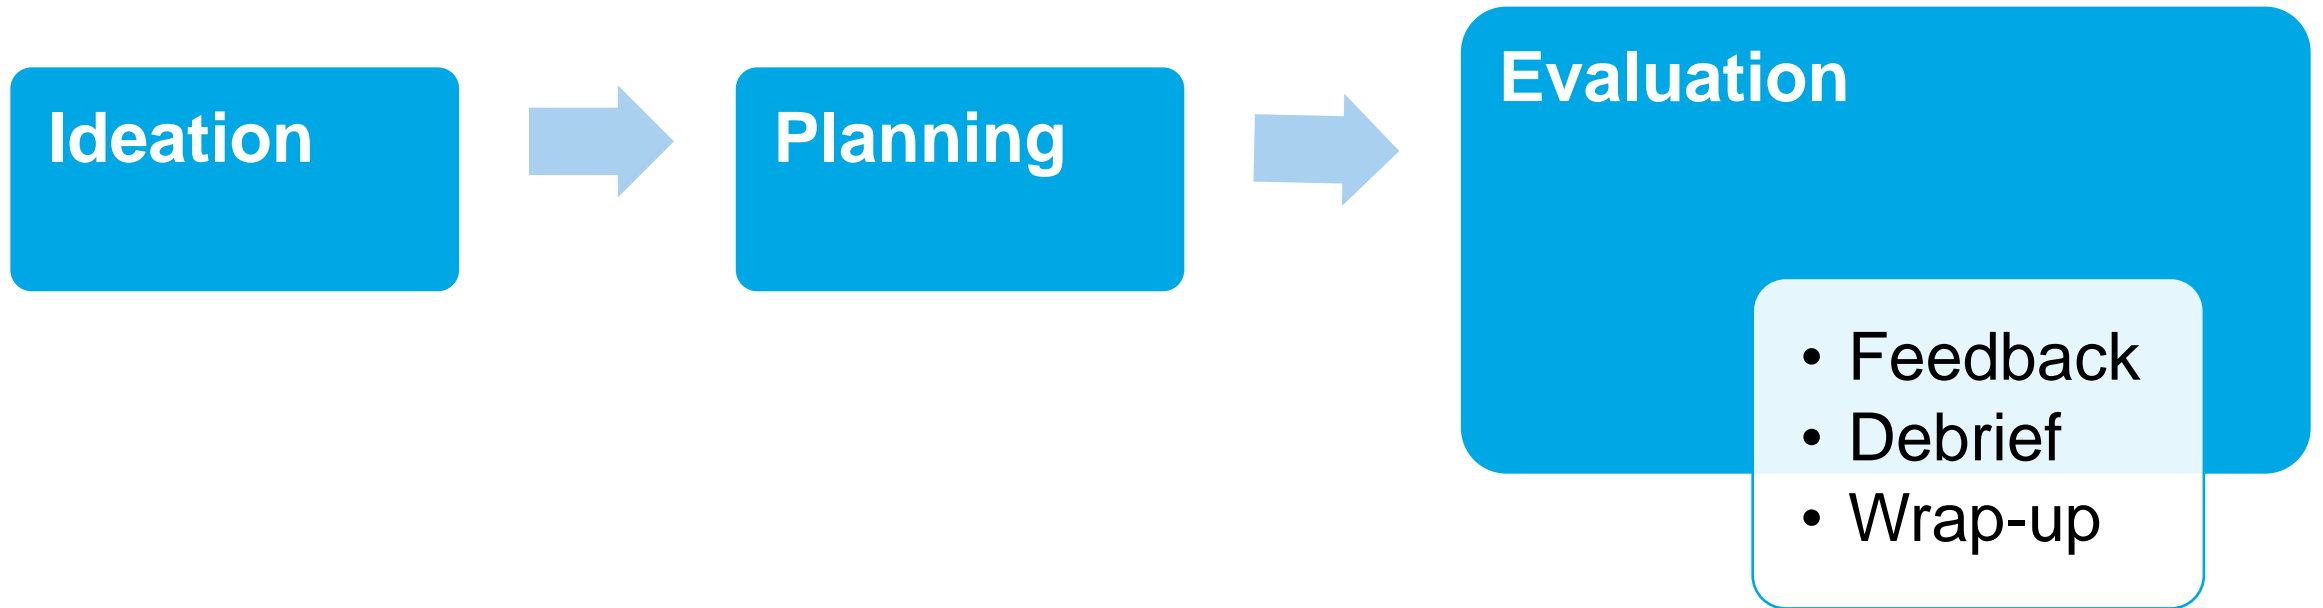 Ideation
Planning
Evaluation
• Feedback
• Debrief
• Wrap-up